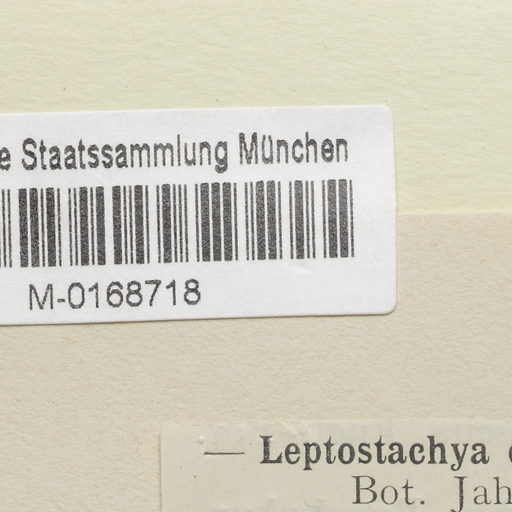 e Staatssammlung München
M-0168718
— Leptostachya
Bot. Jah